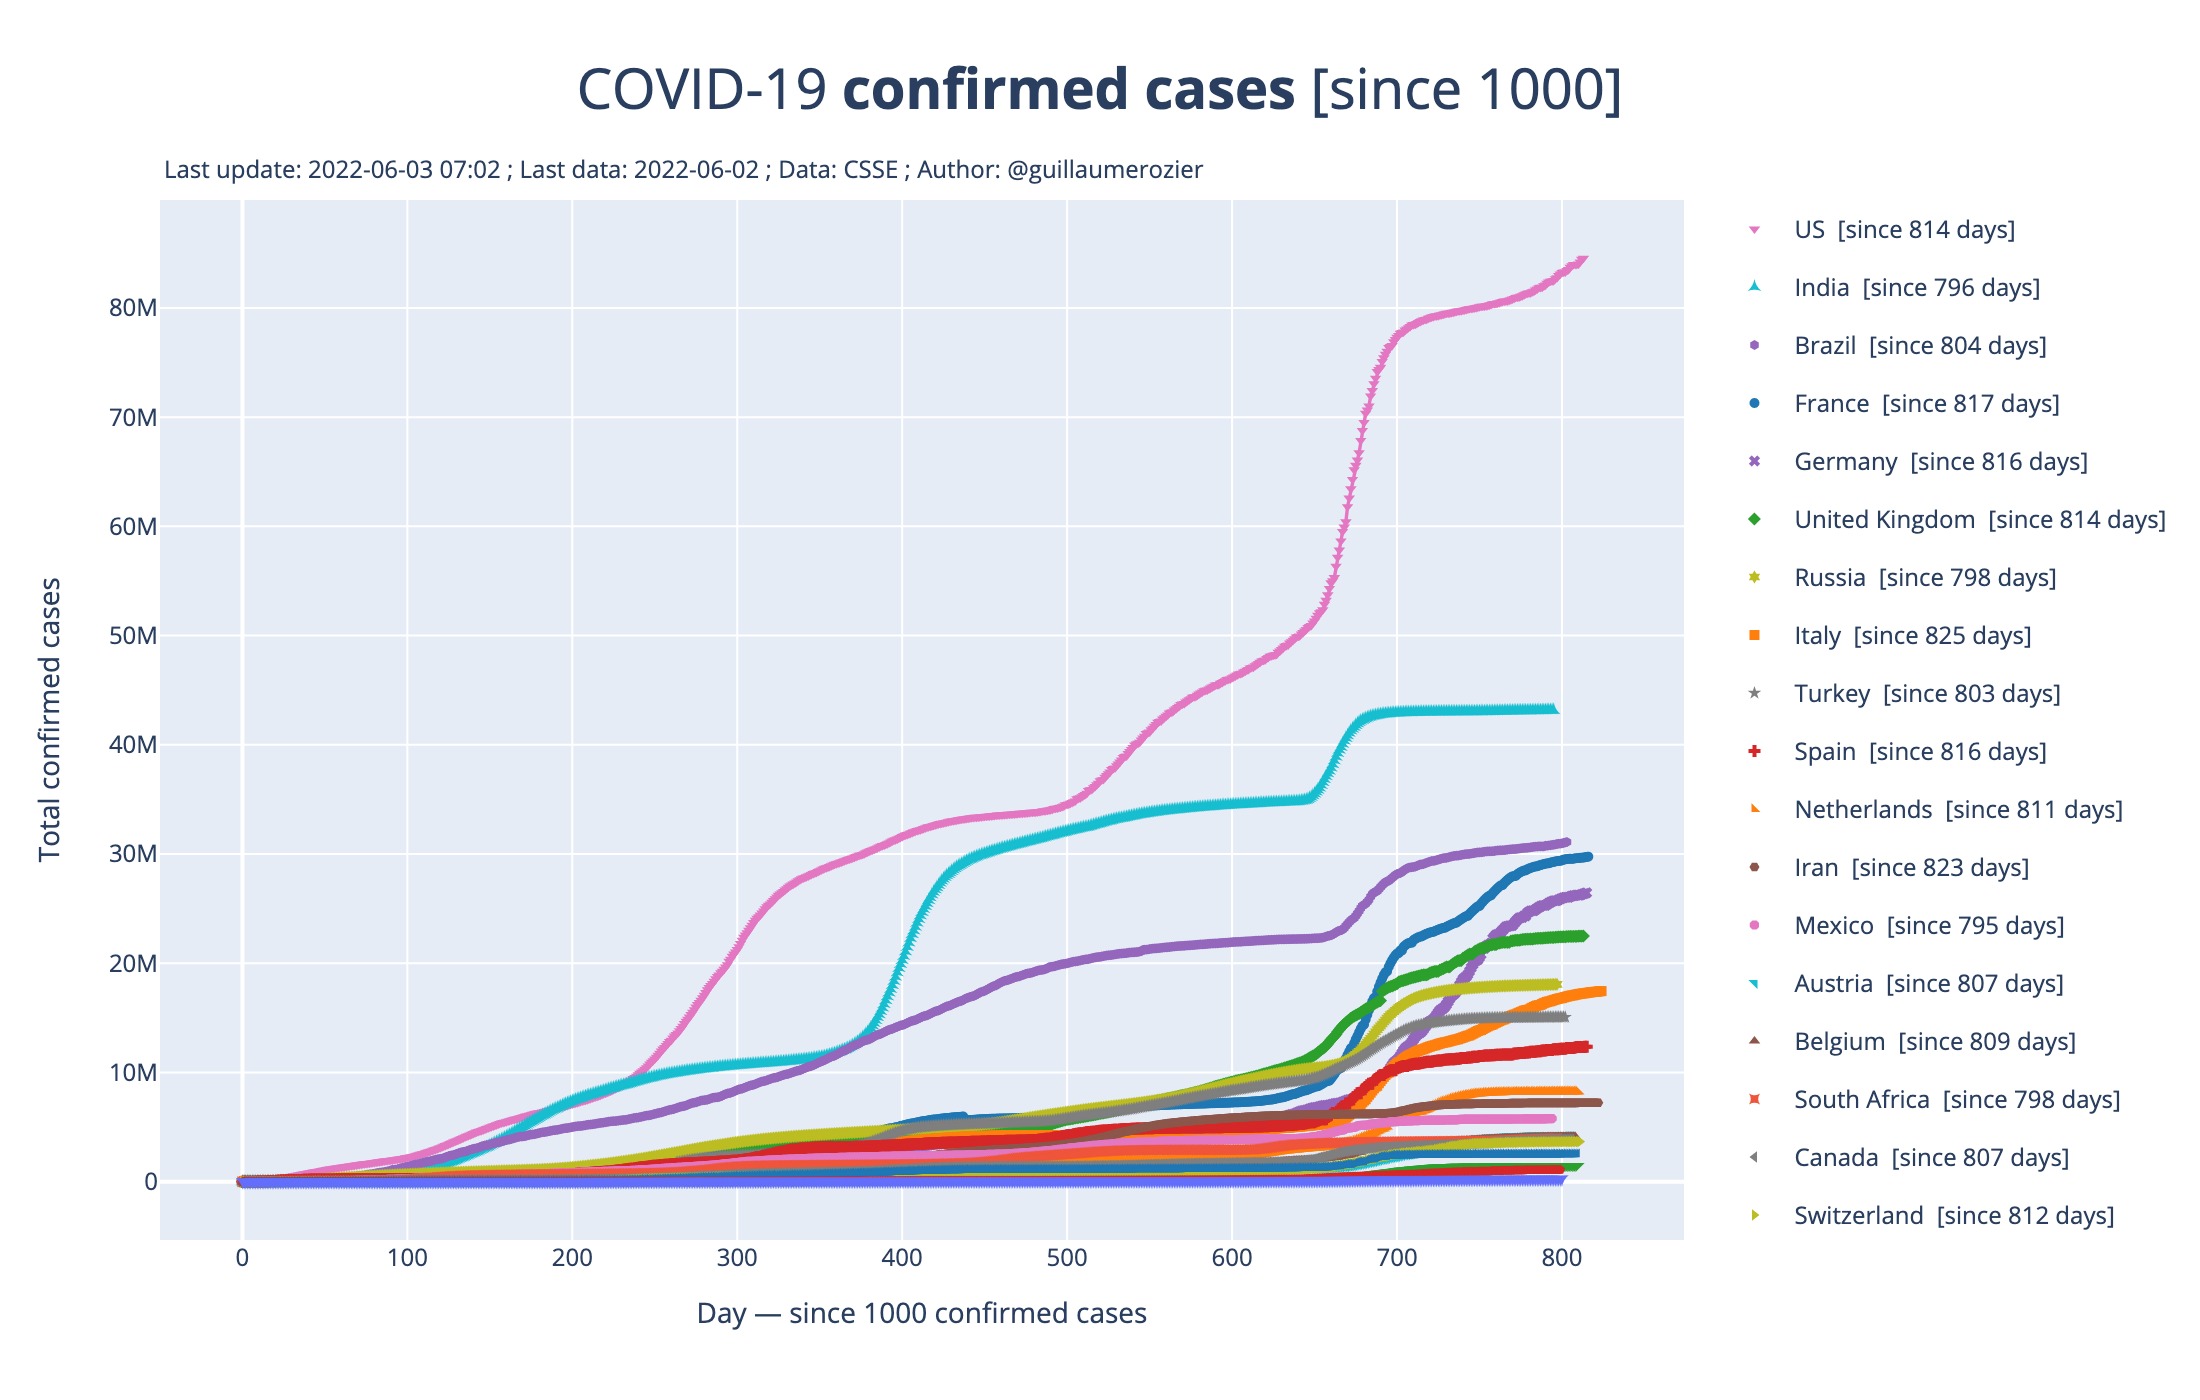 COVID-19 confirmed cases [since 1000]
Last update: 2022-06-03 07:02 ; Last data: 2022-06-02 ; Data: CSSE ; Author: @guillaumerozier
Total confirmed cases
80M
70M
60M
50M
40M
30M
20M
10M
0
0 100 200 300 400 500 600 700 800
Day — since 1000 confirmed cases
US [since 814 days]
India [since 796 days]
Brazil [since 804 days]
France [since 817 days]
Germany [since 816 days]
United Kingdom [since 814 days]
Russia [since 798 days]
Italy [since 825 days]
Turkey [since 803 days]
Spain [since 816 days]
Netherlands [since 811 days]
Iran [since 823 days]
Mexico [since 795 days]
Austria [since 807 days]
Belgium [since 809 days]
South Africa [since 798 days]
Canada [since 807 days]
Switzerland [since 812 days]